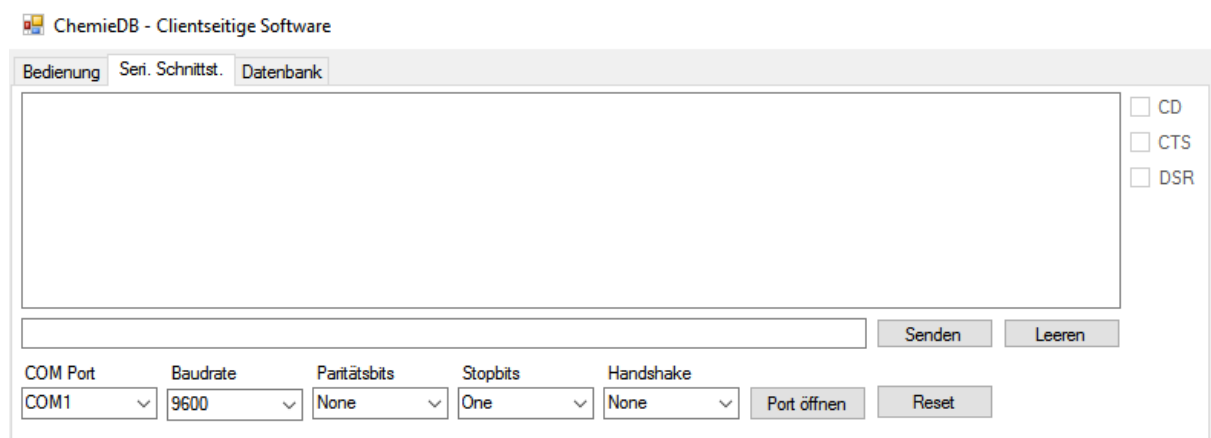 ChemieDB - Clientseitige Software
Bedienung Seri. Schnittst. Datenbank
CD
CTS
DSR
Senden Leeren
COM Port Baudrate Paritätsbits Stopbits Handshake
COM1 9600 None One None Port öffnen Reset